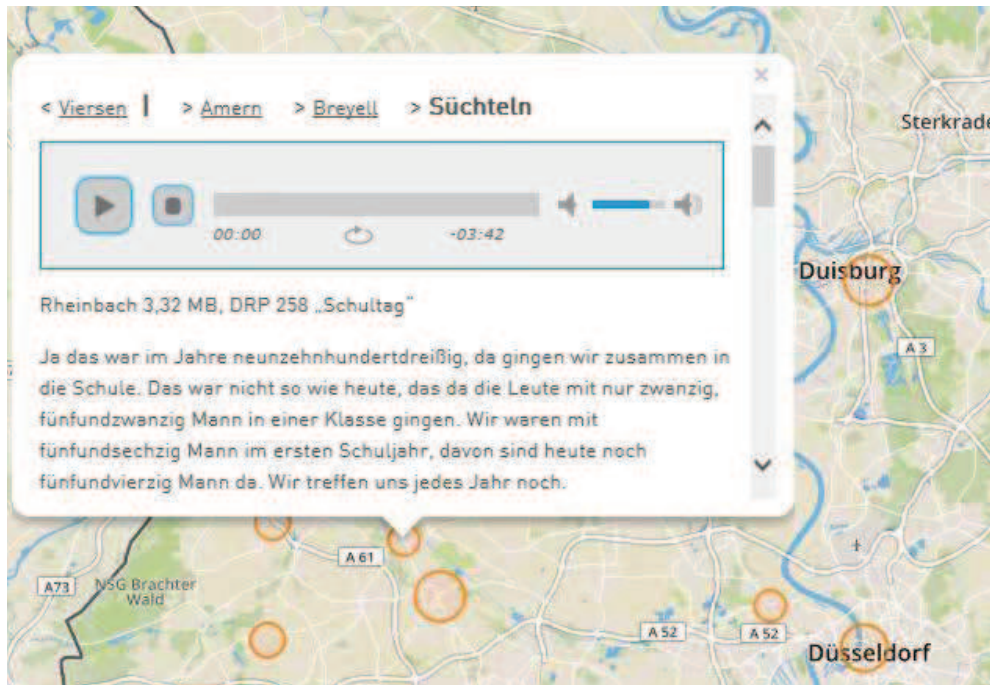 ×
< Viersen | > Amern > Breyell > Süchteln
00:00 -03:42
Rheinbach 3,32 MB, DRP 258 „Schultag“
Ja das war im Jahre neunzehnhundertdreißig, da gingen wir zusammen in
die Schule. Das war nicht so wie heute, das da die Leute mit nur zwanzig,
fünfundzwanzig Mann in einer Klasse gingen. Wir waren mit
fünfundsechzig Mann im ersten Schuljahr, davon sind heute noch
fünfundvierzig Mann da. Wir treffen uns jedes Jahr noch.
Sterkrade
Duisburg
A 3
A 61
A73
NSG Brachter
Wald
A 52
A 52
Düsseldorf